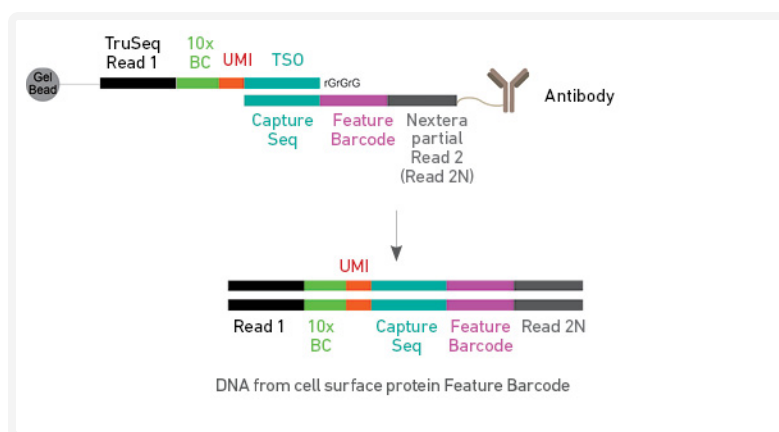 TruSeq
Read 1
10x
BC
UMI
TSO
Gel
Bead
rGrGrG
Antibody
Capture
Seq
Feature
Barcode
Nextera
partial
Read 2
(Read 2N)
UMI
Read 1
10x
BC
Capture
Seq
Feature
Barcode
Read 2N
DNA from cell surface protein Feature Barcode